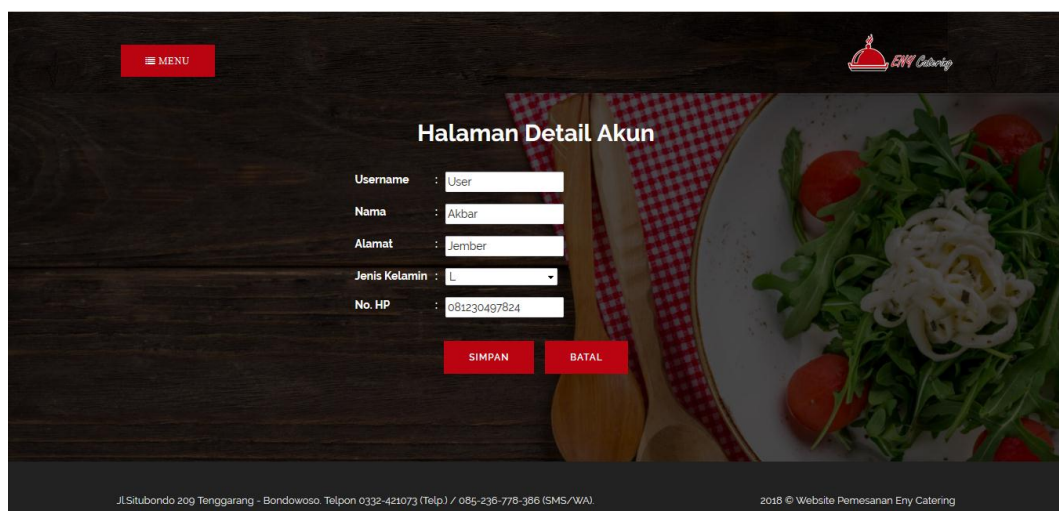 MENU
ENY Catering
Halaman Detail Akun
Username : User
Nama : Akbar
Alamat : Jember
Jenis Kelamin : L
No. HP : 081230497824
SIMPAN BATAL
Jl.Situbondo 209 Tenggarang - Bondowoso. Telpon 0332-421073 (Telp.) / 085-236-778-386 (SMS/WA).
2018 © Website Pemesanan Eny Catering